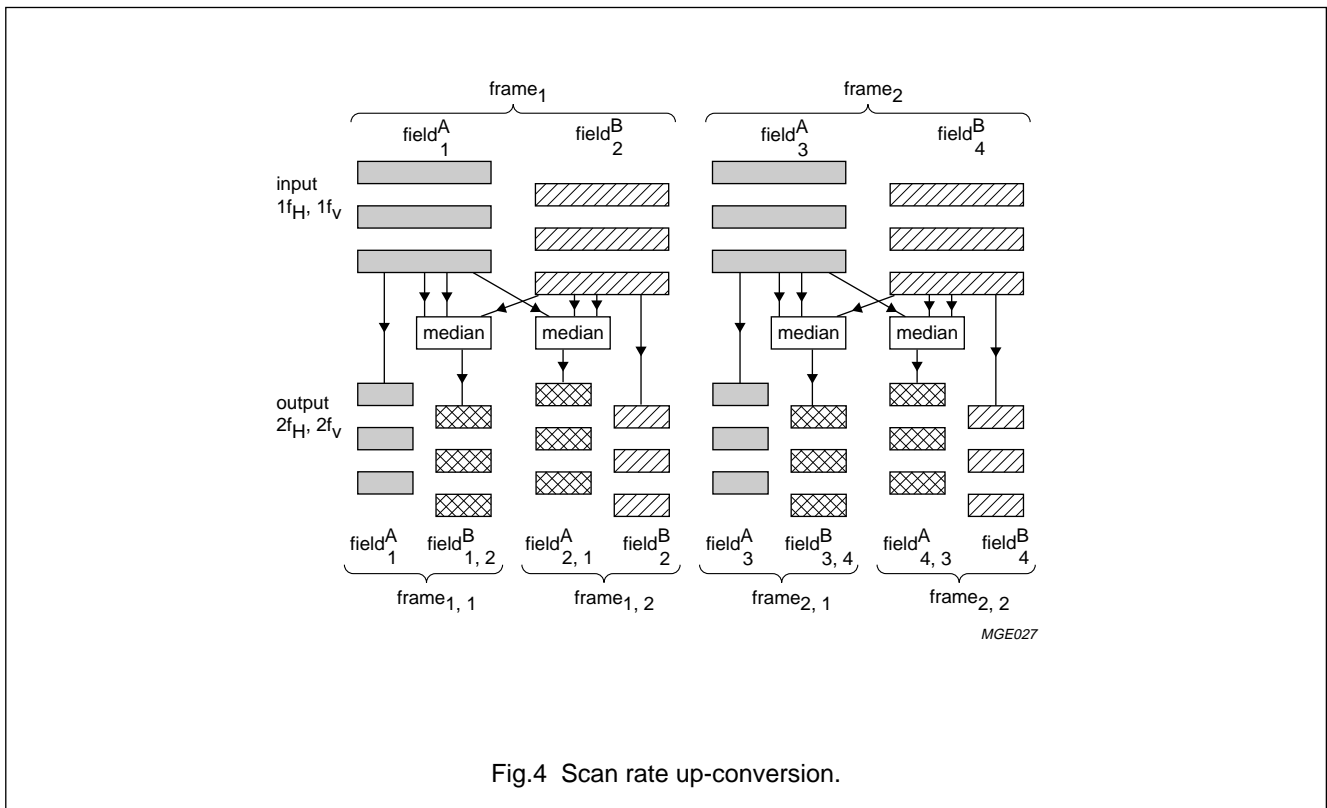 frame1 frame2
fieldA1 fieldB2 fieldA3 fieldB4
input
1fH, 1fv
median median median median
output
2fH, 2fv
fieldA1 fieldB1, 2 fieldA2, 1 fieldB2 fieldA3 fieldB3, 4 fieldA4, 3 fieldB4
frame1, 1 frame1, 2 frame2, 1 frame2, 2
MGE027
Fig.4 Scan rate up-conversion.